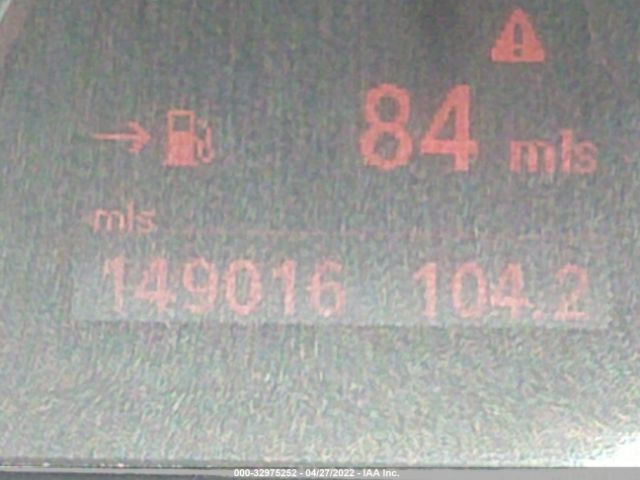 84 mls
mls
149016 104.2
000-32975252 - 04/27/2022 - IAA Inc.